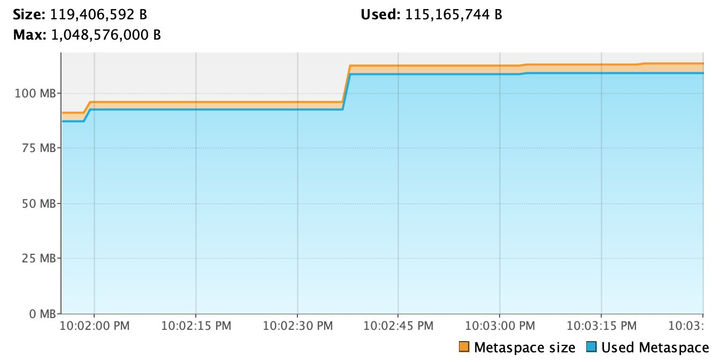 Size: 119,406,592 B
Used: 115,165,744 B
Max: 1,048,576,000 B
100 MB
75 MB
50 MB
25 MB
0 MB
10:02:00 PM
10:02:15 PM
10:02:30 PM
10:02:45 PM
10:03:00 PM
10:03:15 PM
10:03:
Metaspace size
Used Metaspace